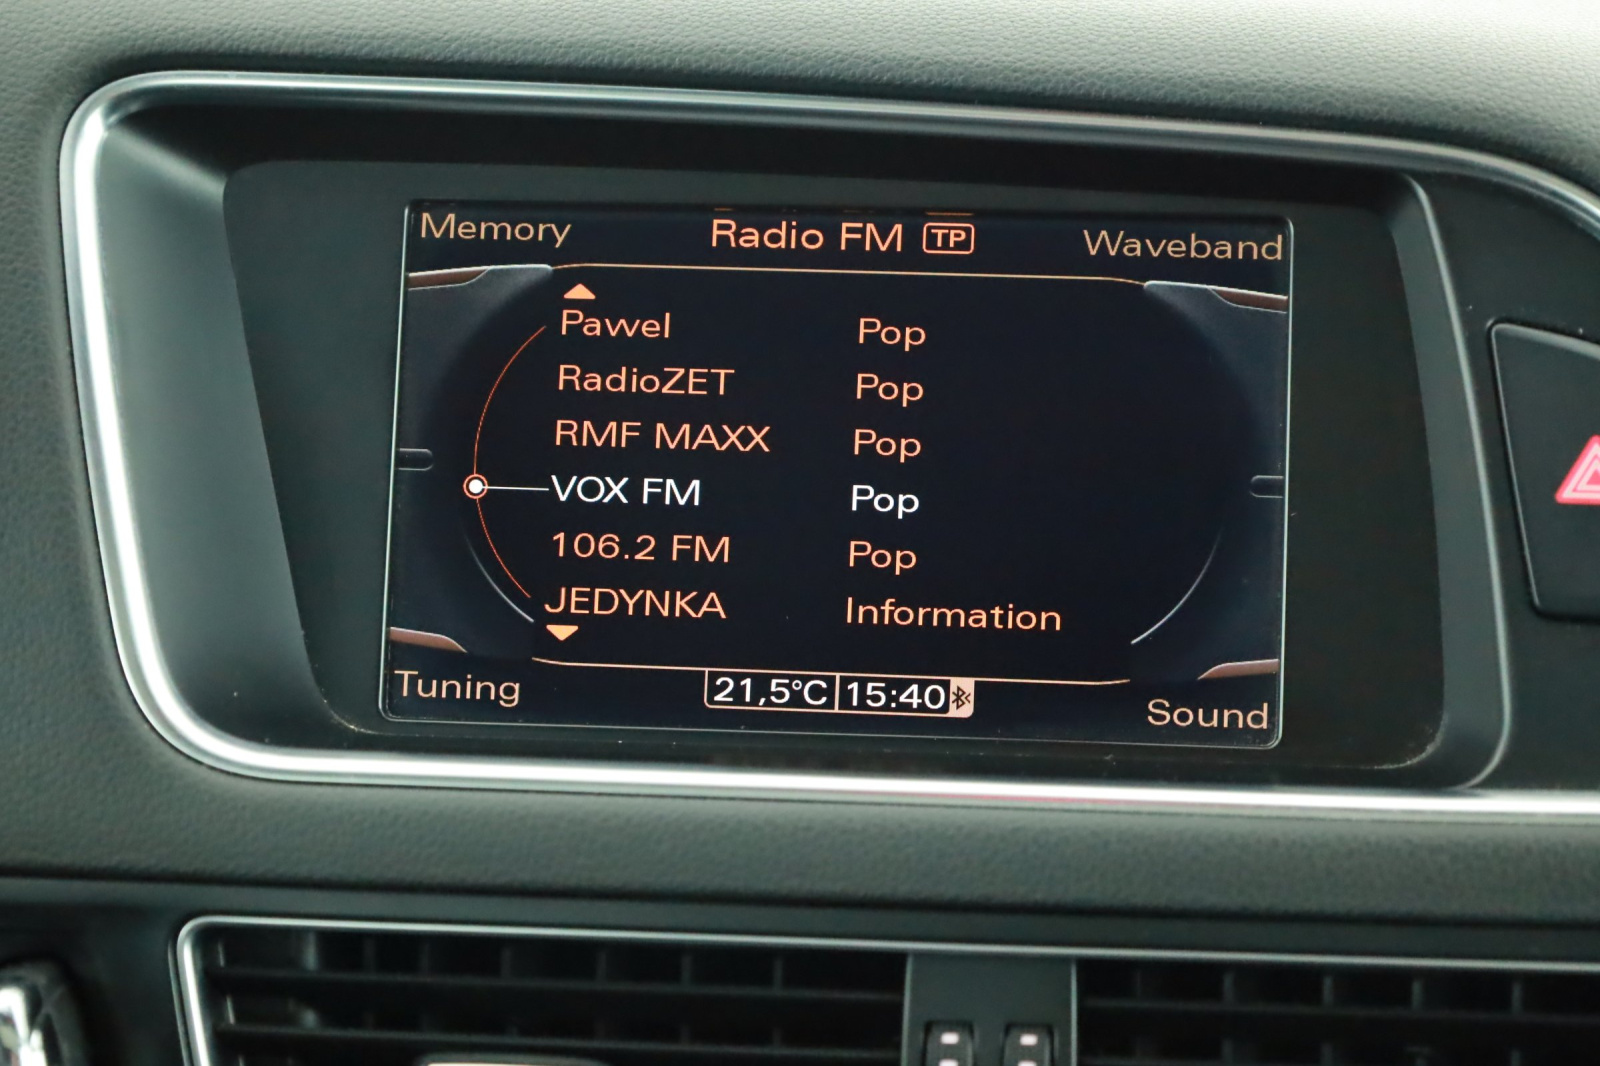 Memory Radio FM TP Waveband
Pawel Pop
RadioZET Pop
RMF MAXX Pop
VOX FM Pop
106.2 FM Pop
JEDYNKA Information
Tuning 21,5°C 15:40 Sound